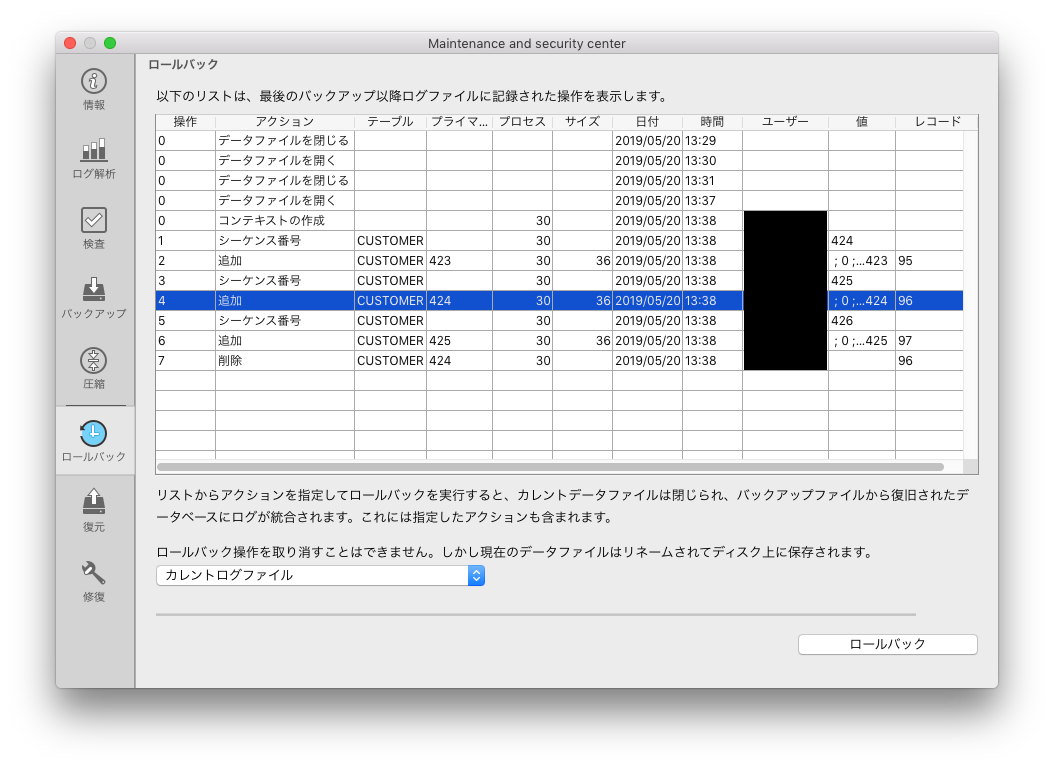 Maintenance and security center
情報
ログ解析
検査
バックアップ
圧縮
ロールバック
復元
修復
ロールバック
以下のリストは、最後のバックアップ以降ログファイルに記録された操作を表示します。
操作 アクション テーブル プライマ... プロセス サイズ 日付 時間 ユーザー 値 レコード
0 データファイルを閉じる 2019/05/20 13:29
0 データファイルを開く 2019/05/20 13:30
0 データファイルを閉じる 2019/05/20 13:31
0 データファイルを開く 2019/05/20 13:37
0 コンテキストの作成 30 2019/05/20 13:38
1 シーケンス番号 CUSTOMER 30 2019/05/20 13:38 424
2 追加 CUSTOMER 423 30 36 2019/05/20 13:38 ; 0 ;...423 95
3 シーケンス番号 CUSTOMER 30 2019/05/20 13:38 425
4 追加 CUSTOMER 424 30 36 2019/05/20 13:38 ; 0 ;...424 96
5 シーケンス番号 CUSTOMER 30 2019/05/20 13:38 426
6 追加 CUSTOMER 425 30 36 2019/05/20 13:38 ; 0 ;...425 97
7 削除 CUSTOMER 424 30 2019/05/20 13:38 96
リストからアクションを指定してロールバックを実行すると、カレントデータファイルは閉じられ、バックアップファイルから復旧されたデ
ータベースにログが統合されます。これには指定したアクションも含まれます。
ロールバック操作を取り消すことはできません。しかし現在のデータファイルはリネームされてディスク上に保存されます。
カレントログファイル
ロールバック